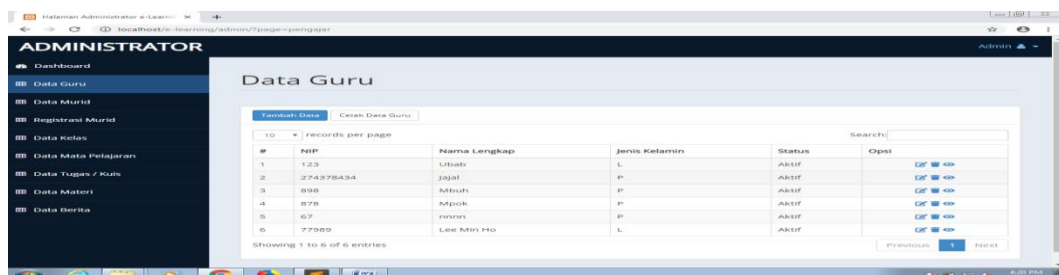 Halaman Administrator e-Learni
localhost/e-learning/admin/?page=pengajar
ADMINISTRATOR
Admin
Dashboard
Data Guru
Data Murid
Registrasi Murid
Data Kelas
Data Mata Pelajaran
Data Tugas / Kuis
Data Materi
Data Berita
Data Guru
Tambah Data Cetak Data Guru
10 records per page Search:
# NIP Nama Lengkap Jenis Kelamin Status Opsi
1 123 Ubab L Aktif
2 274378434 Jajal P Aktif
3 898 Mbuh P Aktif
4 878 Mpok P Aktif
5 67 nnnn P Aktif
6 77989 Lee Min Ho L Aktif
Showing 1 to 6 of 6 entries Previous 1 Next
4:20 PM